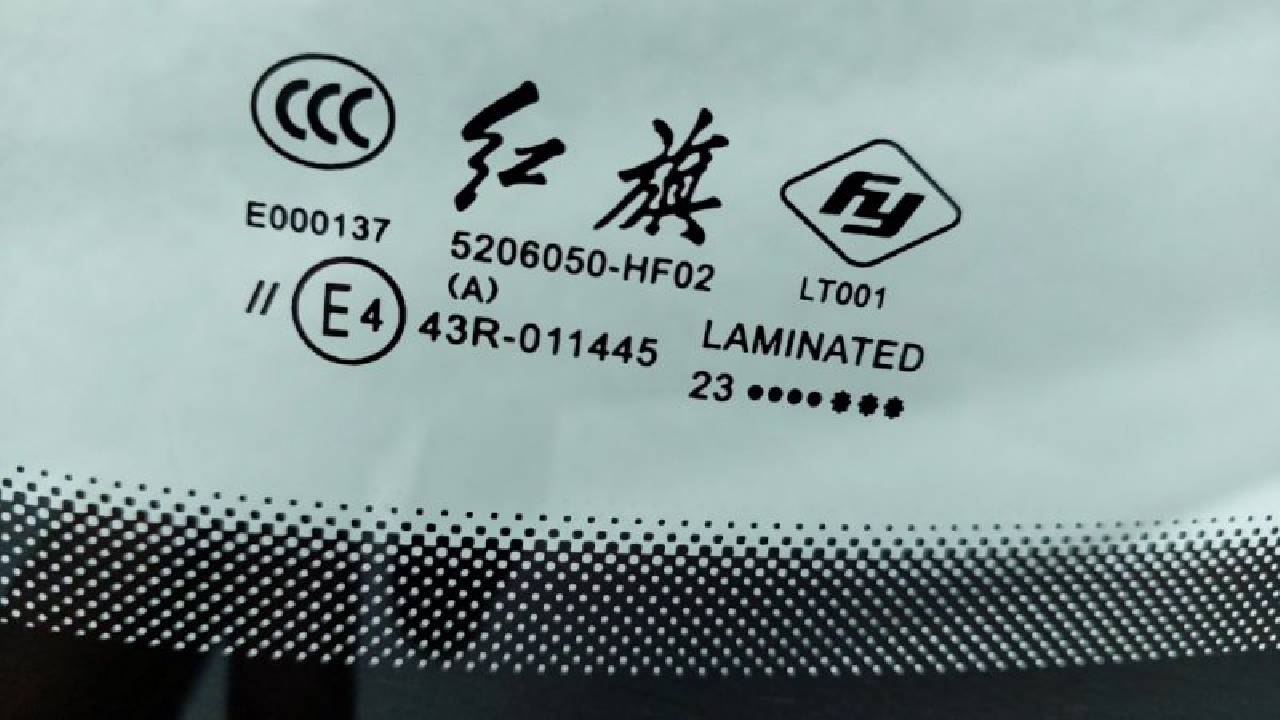 CCC
红旗
fy
E000137
5206050-HF02
LT001
(A)
// E4 43R-011445
LAMINATED
23 ●●●●✱✱✱